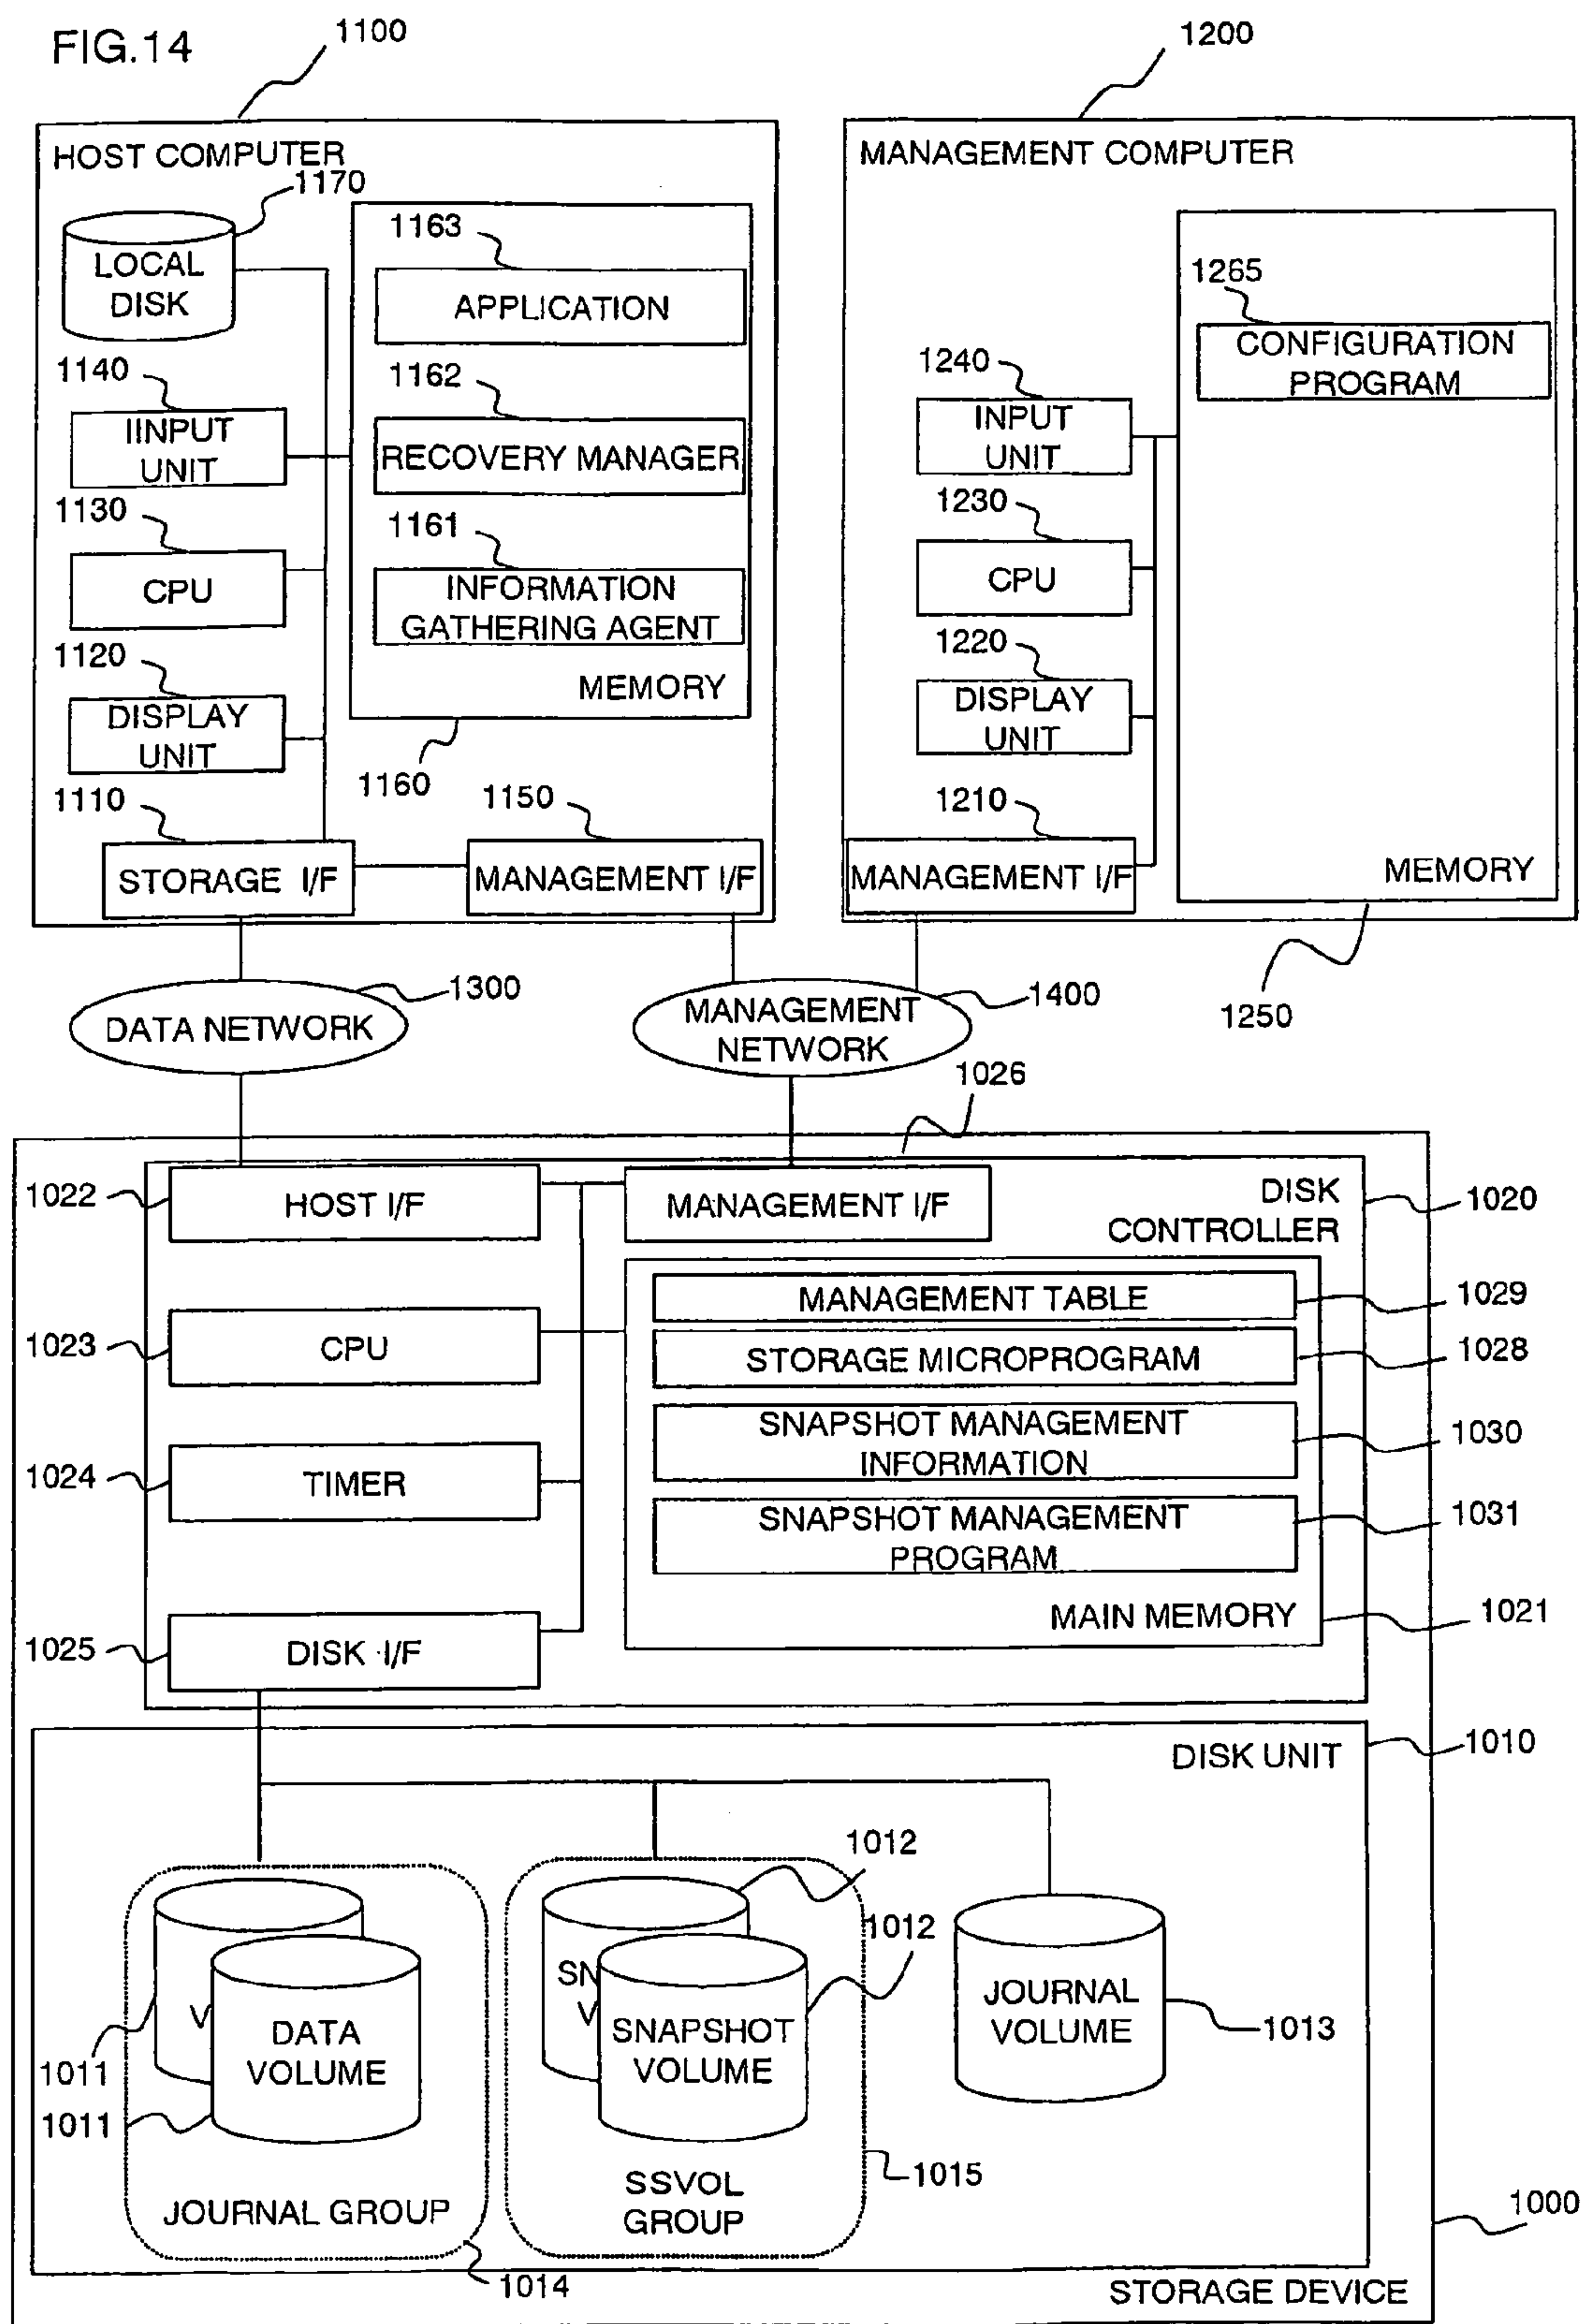 FIG.14
1100
1200
HOST COMPUTER
1170
LOCAL
DISK
1163
APPLICATION
1140
IINPUT
UNIT
1162
RECOVERY MANAGER
1130
CPU
1161
INFORMATION
GATHERING AGENT
1120
DISPLAY
UNIT
MEMORY
1160
1110
STORAGE I/F
1150
MANAGEMENT I/F
MANAGEMENT COMPUTER
1265
CONFIGURATION
PROGRAM
1240
INPUT
UNIT
1230
CPU
1220
DISPLAY
UNIT
1210
MANAGEMENT I/F
MEMORY
1250
1300
DATA NETWORK
1400
MANAGEMENT
NETWORK
1026
1022
HOST I/F
MANAGEMENT I/F
DISK
CONTROLLER
1020
MANAGEMENT TABLE
1029
1023
CPU
STORAGE MICROPROGRAM
1028
SNAPSHOT MANAGEMENT
INFORMATION
1030
1024
TIMER
SNAPSHOT MANAGEMENT
PROGRAM
1031
MAIN MEMORY
1021
1025
DISK I/F
DISK UNIT
1010
1012
1012
SN
V
SNAPSHOT
VOLUME
V
DATA
VOLUME
JOURNAL
VOLUME
1013
1011
1011
JOURNAL GROUP
1014
SSVOL
GROUP
1015
1000
STORAGE DEVICE